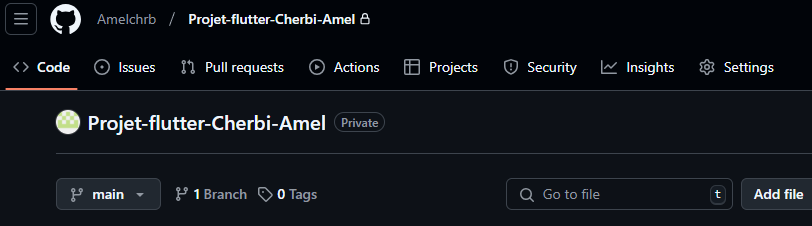 Amelchrb / Projet-flutter-Cherbi-Amel
Code Issues Pull requests Actions Projects Security Insights Settings
Projet-flutter-Cherbi-Amel Private
main 1 Branch 0 Tags Go to file t Add file